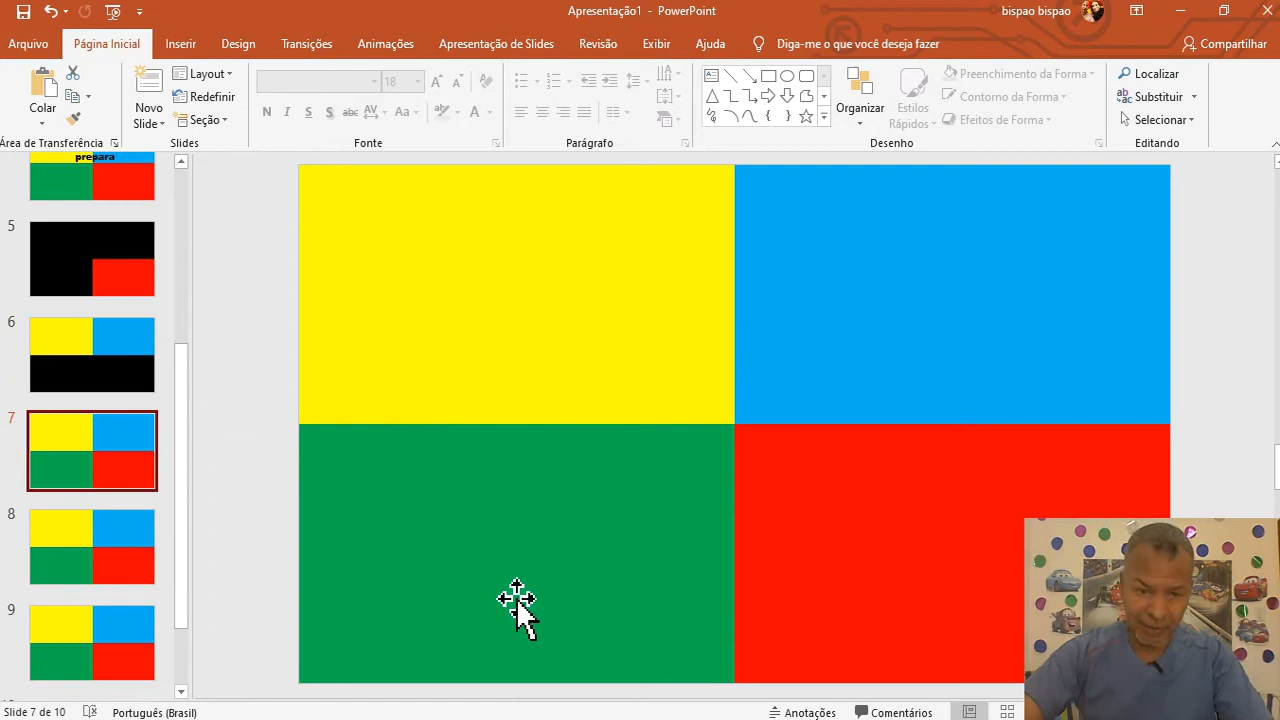 Apresentação1 - PowerPoint
bispao bispao
Arquivo
Página Inicial
Inserir
Design
Transições
Animações
Apresentação de Slides
Revisão
Exibir
Ajuda
Diga-me o que você deseja fazer
Compartilhar
Colar
Novo
Slide
Layout
Redefinir
Seção
18
N I S S abc AV Aa A
Organizar
Estilos
Rápidos
Preenchimento da Forma
Contorno da Forma
Efeitos de Forma
Localizar
Substituir
Selecionar
Área de Transferência
Slides
Fonte
Parágrafo
Desenho
Editando
prepara
5
6
7
8
9
Slide 7 de 10
Português (Brasil)
Anotações
Comentários